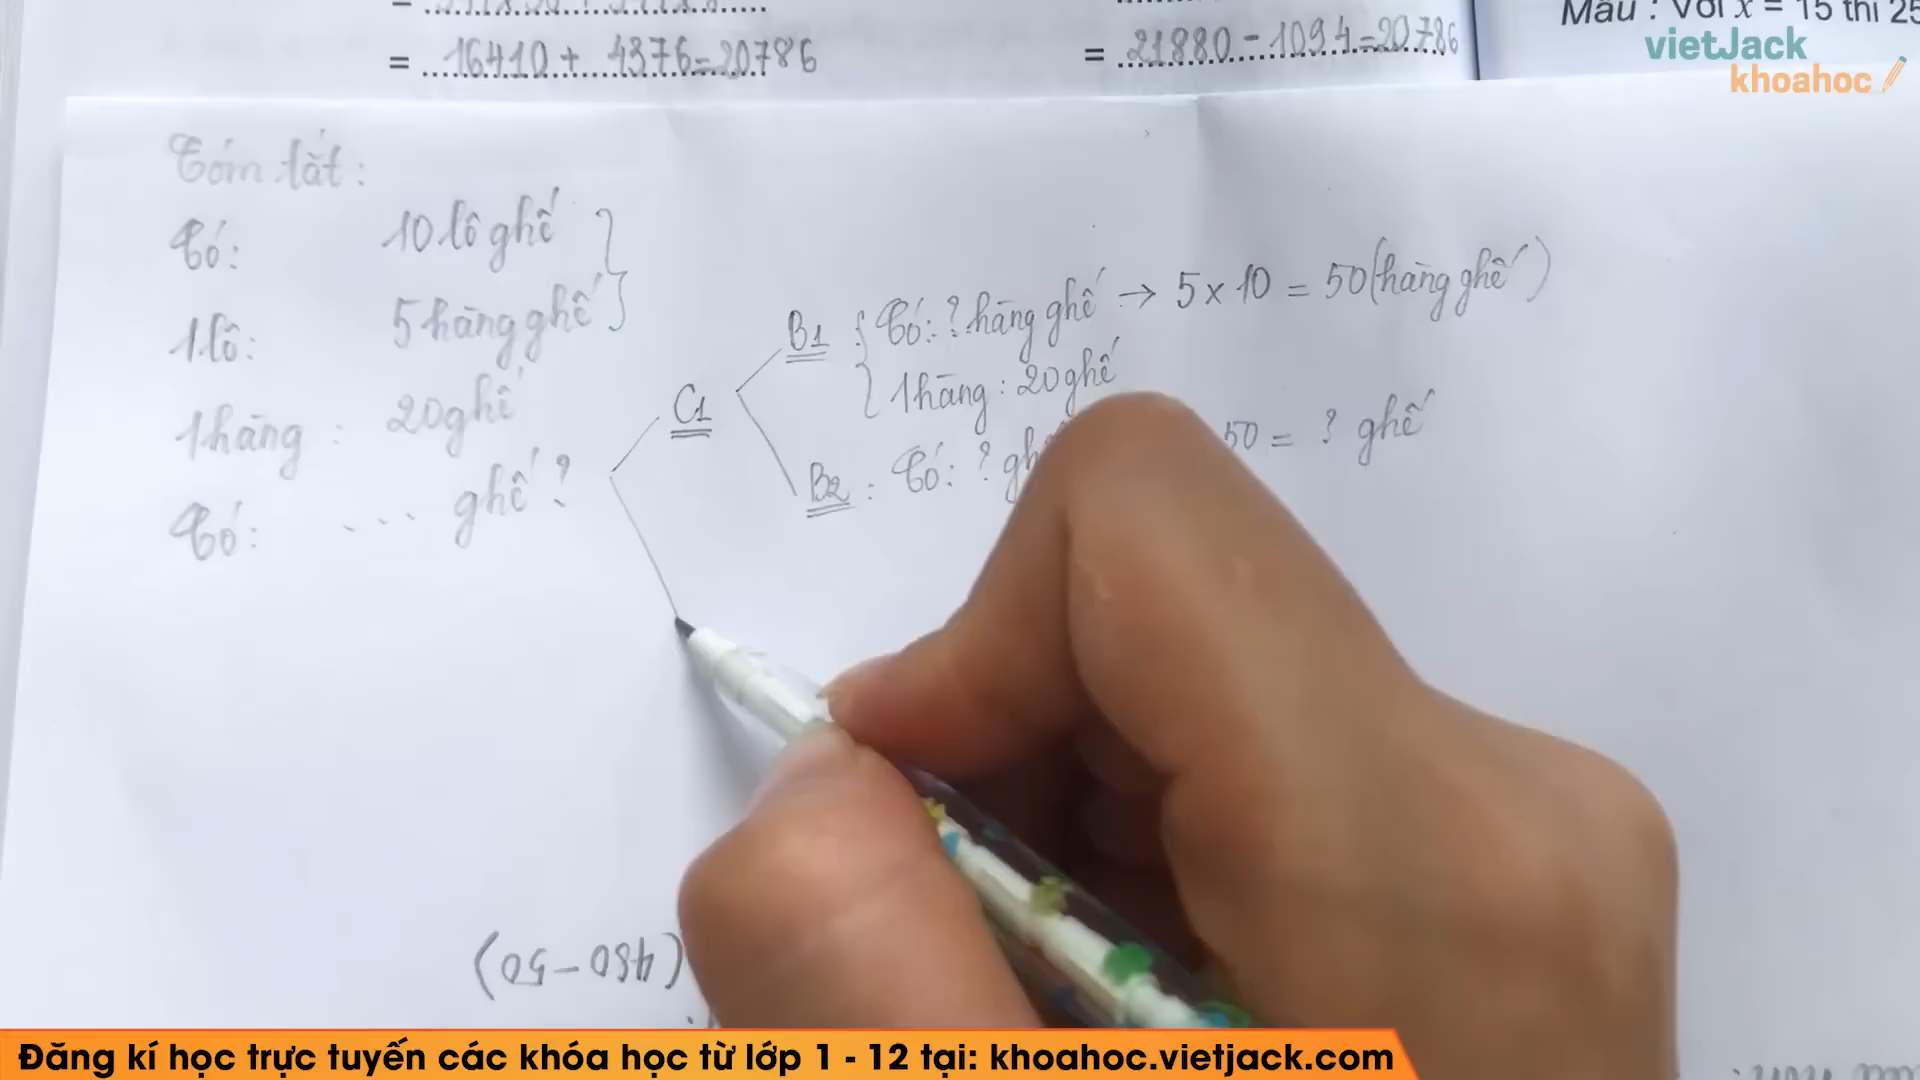 = 16410 + 4376 = 20786
= 21880 - 1094 = 20786
Mẫu : Với x = 15 thì 25
vietJack
khoahoc
Tóm tắt:
Có: 10 lô ghế
1 lô: 5 hàng ghế
1 hàng: 20 ghế
Có: ... ghế ?
C1
B1 Có: ? hàng ghế → 5 x 10 = 50 (hàng ghế)
1 hàng: 20 ghế
B2 : Có: ? 50 = ? ghế
(480 - 50)
Đăng kí học trực tuyến các khóa học từ lớp 1 - 12 tại: khoahoc.vietjack.com